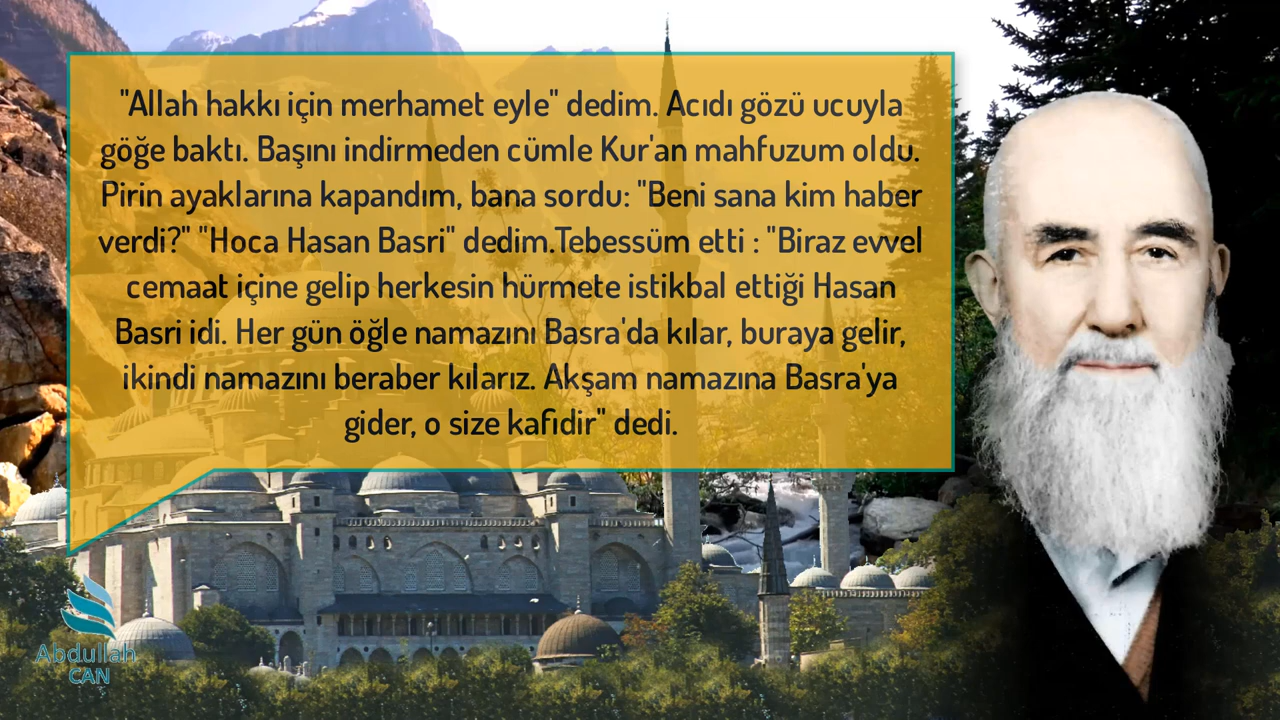 "Allah hakkı için merhamet eyle" dedim. Acıdı gözü ucuyla
göğe baktı. Başını indirmeden cümle Kur'an mahfuzum oldu.
Pirin ayaklarına kapandım, bana sordu: "Beni sana kim haber
verdi?" "Hoca Hasan Basri" dedim.Tebessüm etti : "Biraz evvel
cemaat içine gelip herkesin hürmete istikbal ettiği Hasan
Basri idi. Her gün öğle namazını Basra'da kılar, buraya gelir,
ikindi namazını beraber kılarız. Akşam namazına Basra'ya
gider, o size kafidir" dedi.
Abdullah
CAN